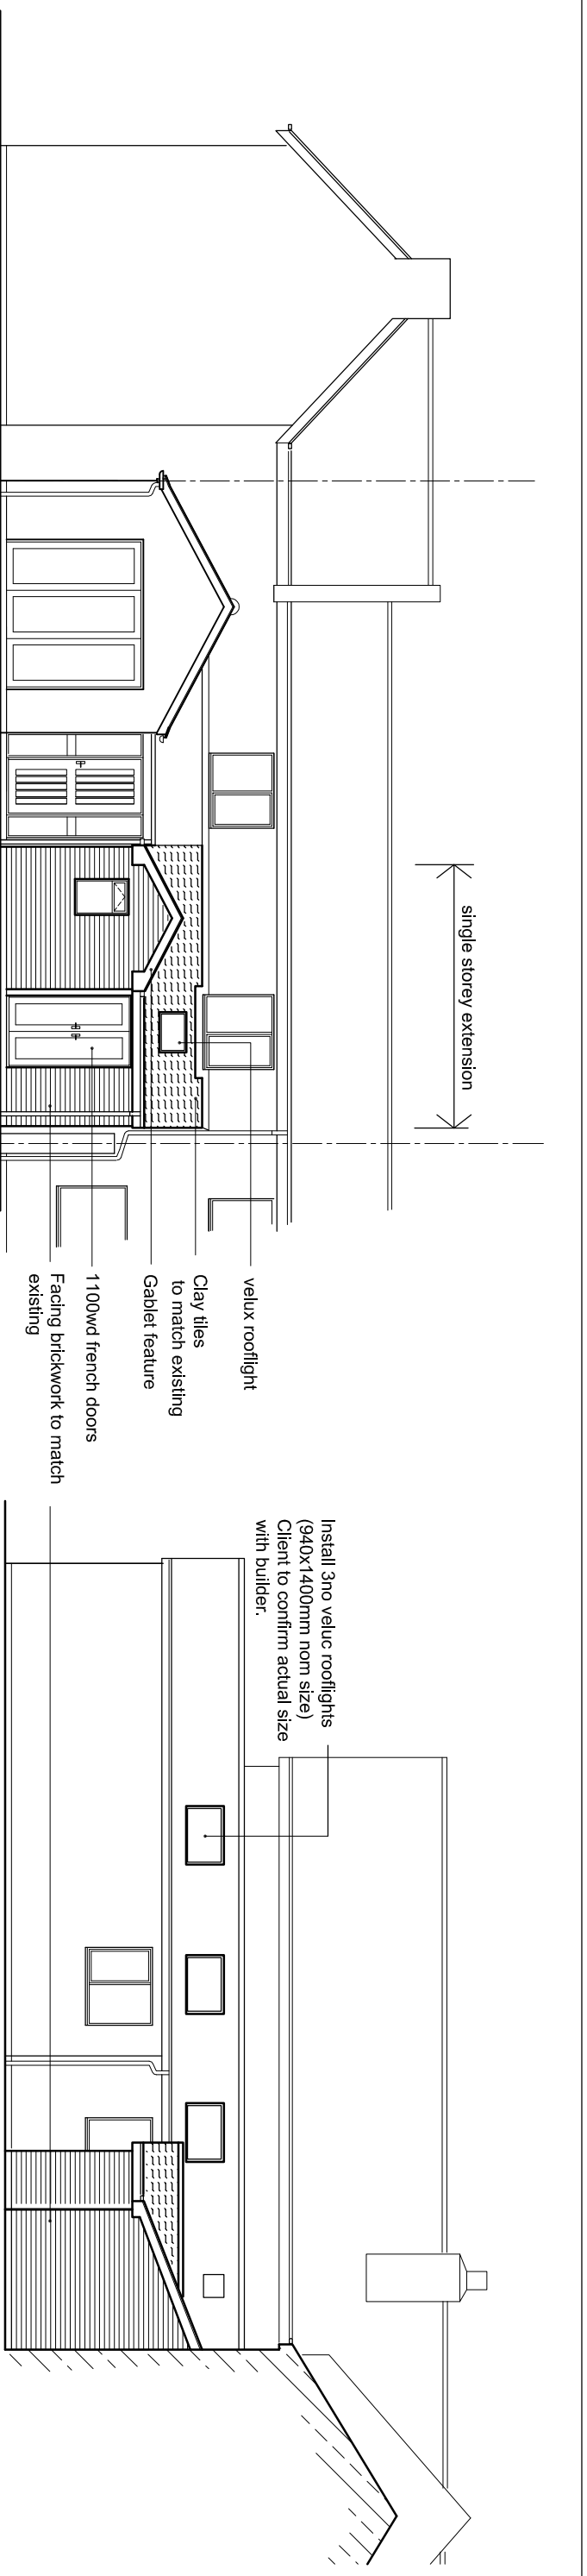 single storey extension
velux rooflight
Clay tiles
to match existing
Gablet feature
1100wd french doors
Facing brickwork to match
existing
Install 3no veluc rooflights
(940x1400mm nom size)
Client to confirm actual size
with builder.